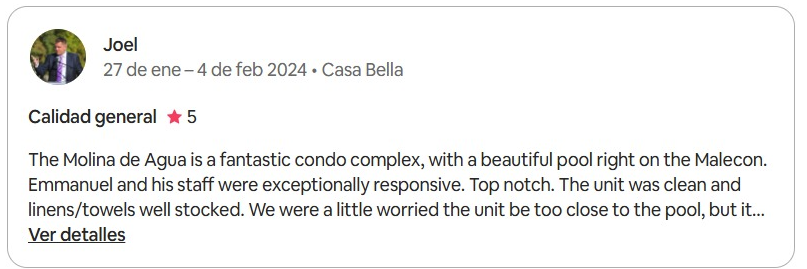 Joel
27 de ene – 4 de feb 2024 • Casa Bella
Calidad general ★ 5
The Molina de Agua is a fantastic condo complex, with a beautiful pool right on the Malecon.
Emmanuel and his staff were exceptionally responsive. Top notch. The unit was clean and
linens/towels well stocked. We were a little worried the unit be too close to the pool, but it...
Ver detalles